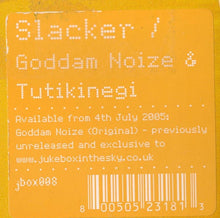 Slacker /
Goddam Noize &
Tutikinegi
Available from 4th July 2005;
Goddam Noize (Original) - previously
unreleased and exclusive to
www.jukeboxinthesky.co.uk
jbox008
8 00505 23181 3